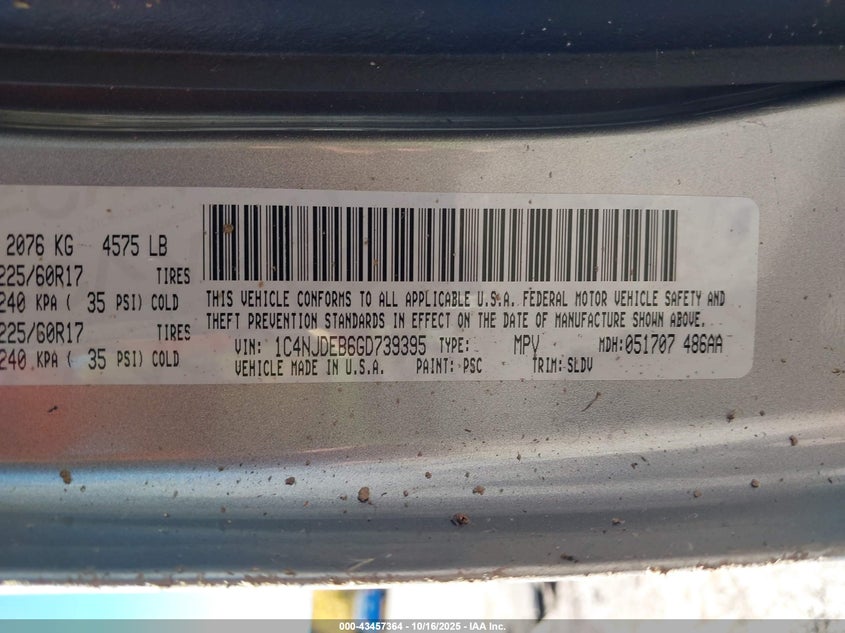 2076 KG 4575 LB
225/60R17 TIRES
240 KPA ( 35 PSI) COLD
225/60R17 TIRES
240 KPA ( 35 PSI) COLD
THIS VEHICLE CONFORMS TO ALL APPLICABLE U.S.A. FEDERAL MOTOR VEHICLE SAFETY AND
THEFT PREVENTION STANDARDS IN EFFECT ON THE DATE OF MANUFACTURE SHOWN ABOVE.
VIN: 1C4NJDEB6GD739395 TYPE: MPV MDH:051707 486AA
VEHICLE MADE IN U.S.A. PAINT: PSC TRIM: SLDV
000-43457364 - 10/16/2025 - IAA Inc.